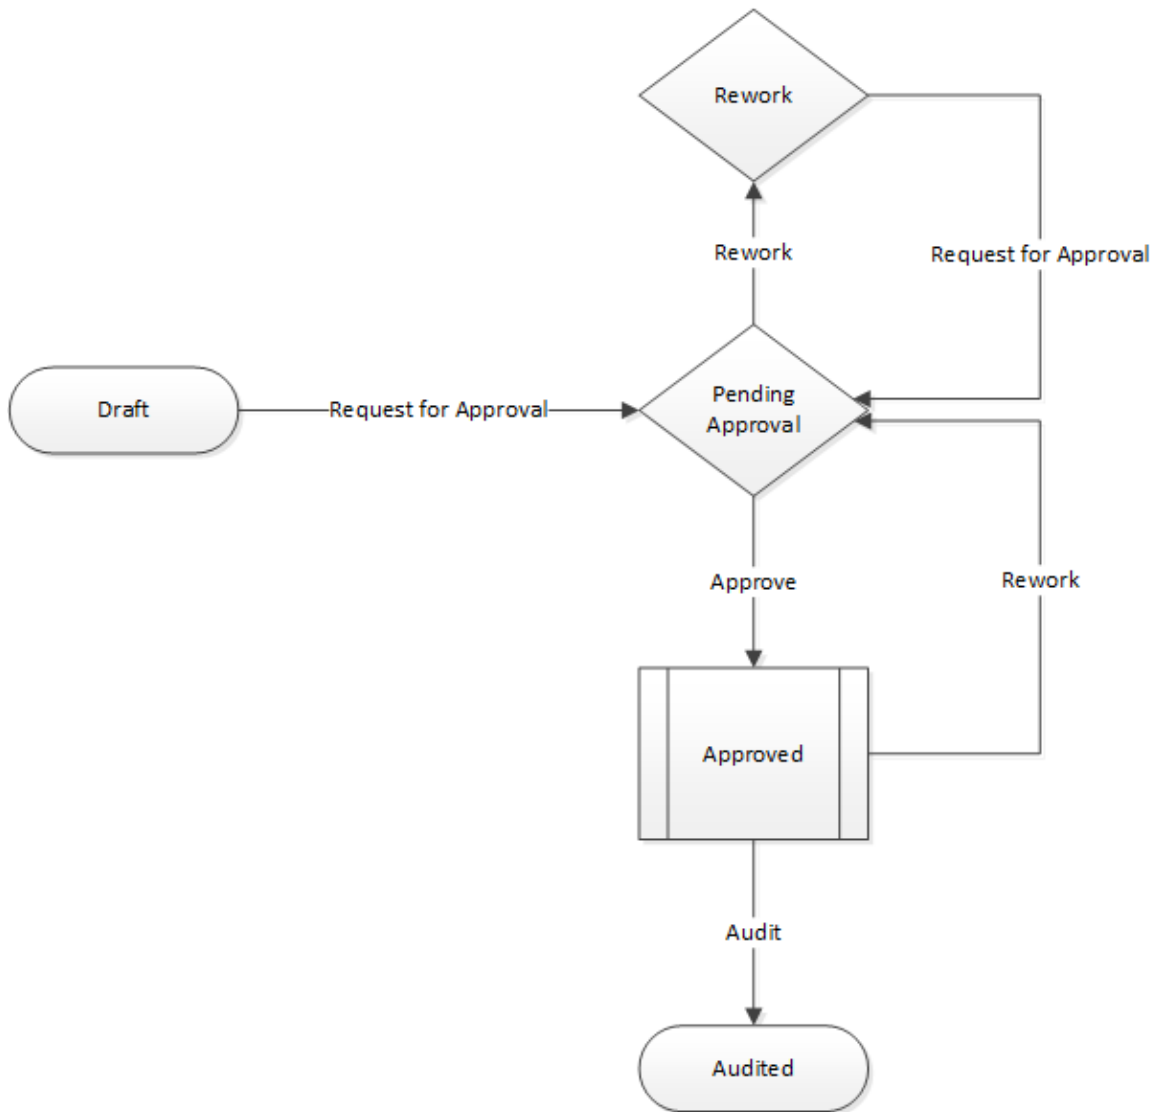 Rework
Rework
Request for Approval
Draft
Request for Approval
Pending
Approval
Approve
Rework
Approved
Audit
Audited